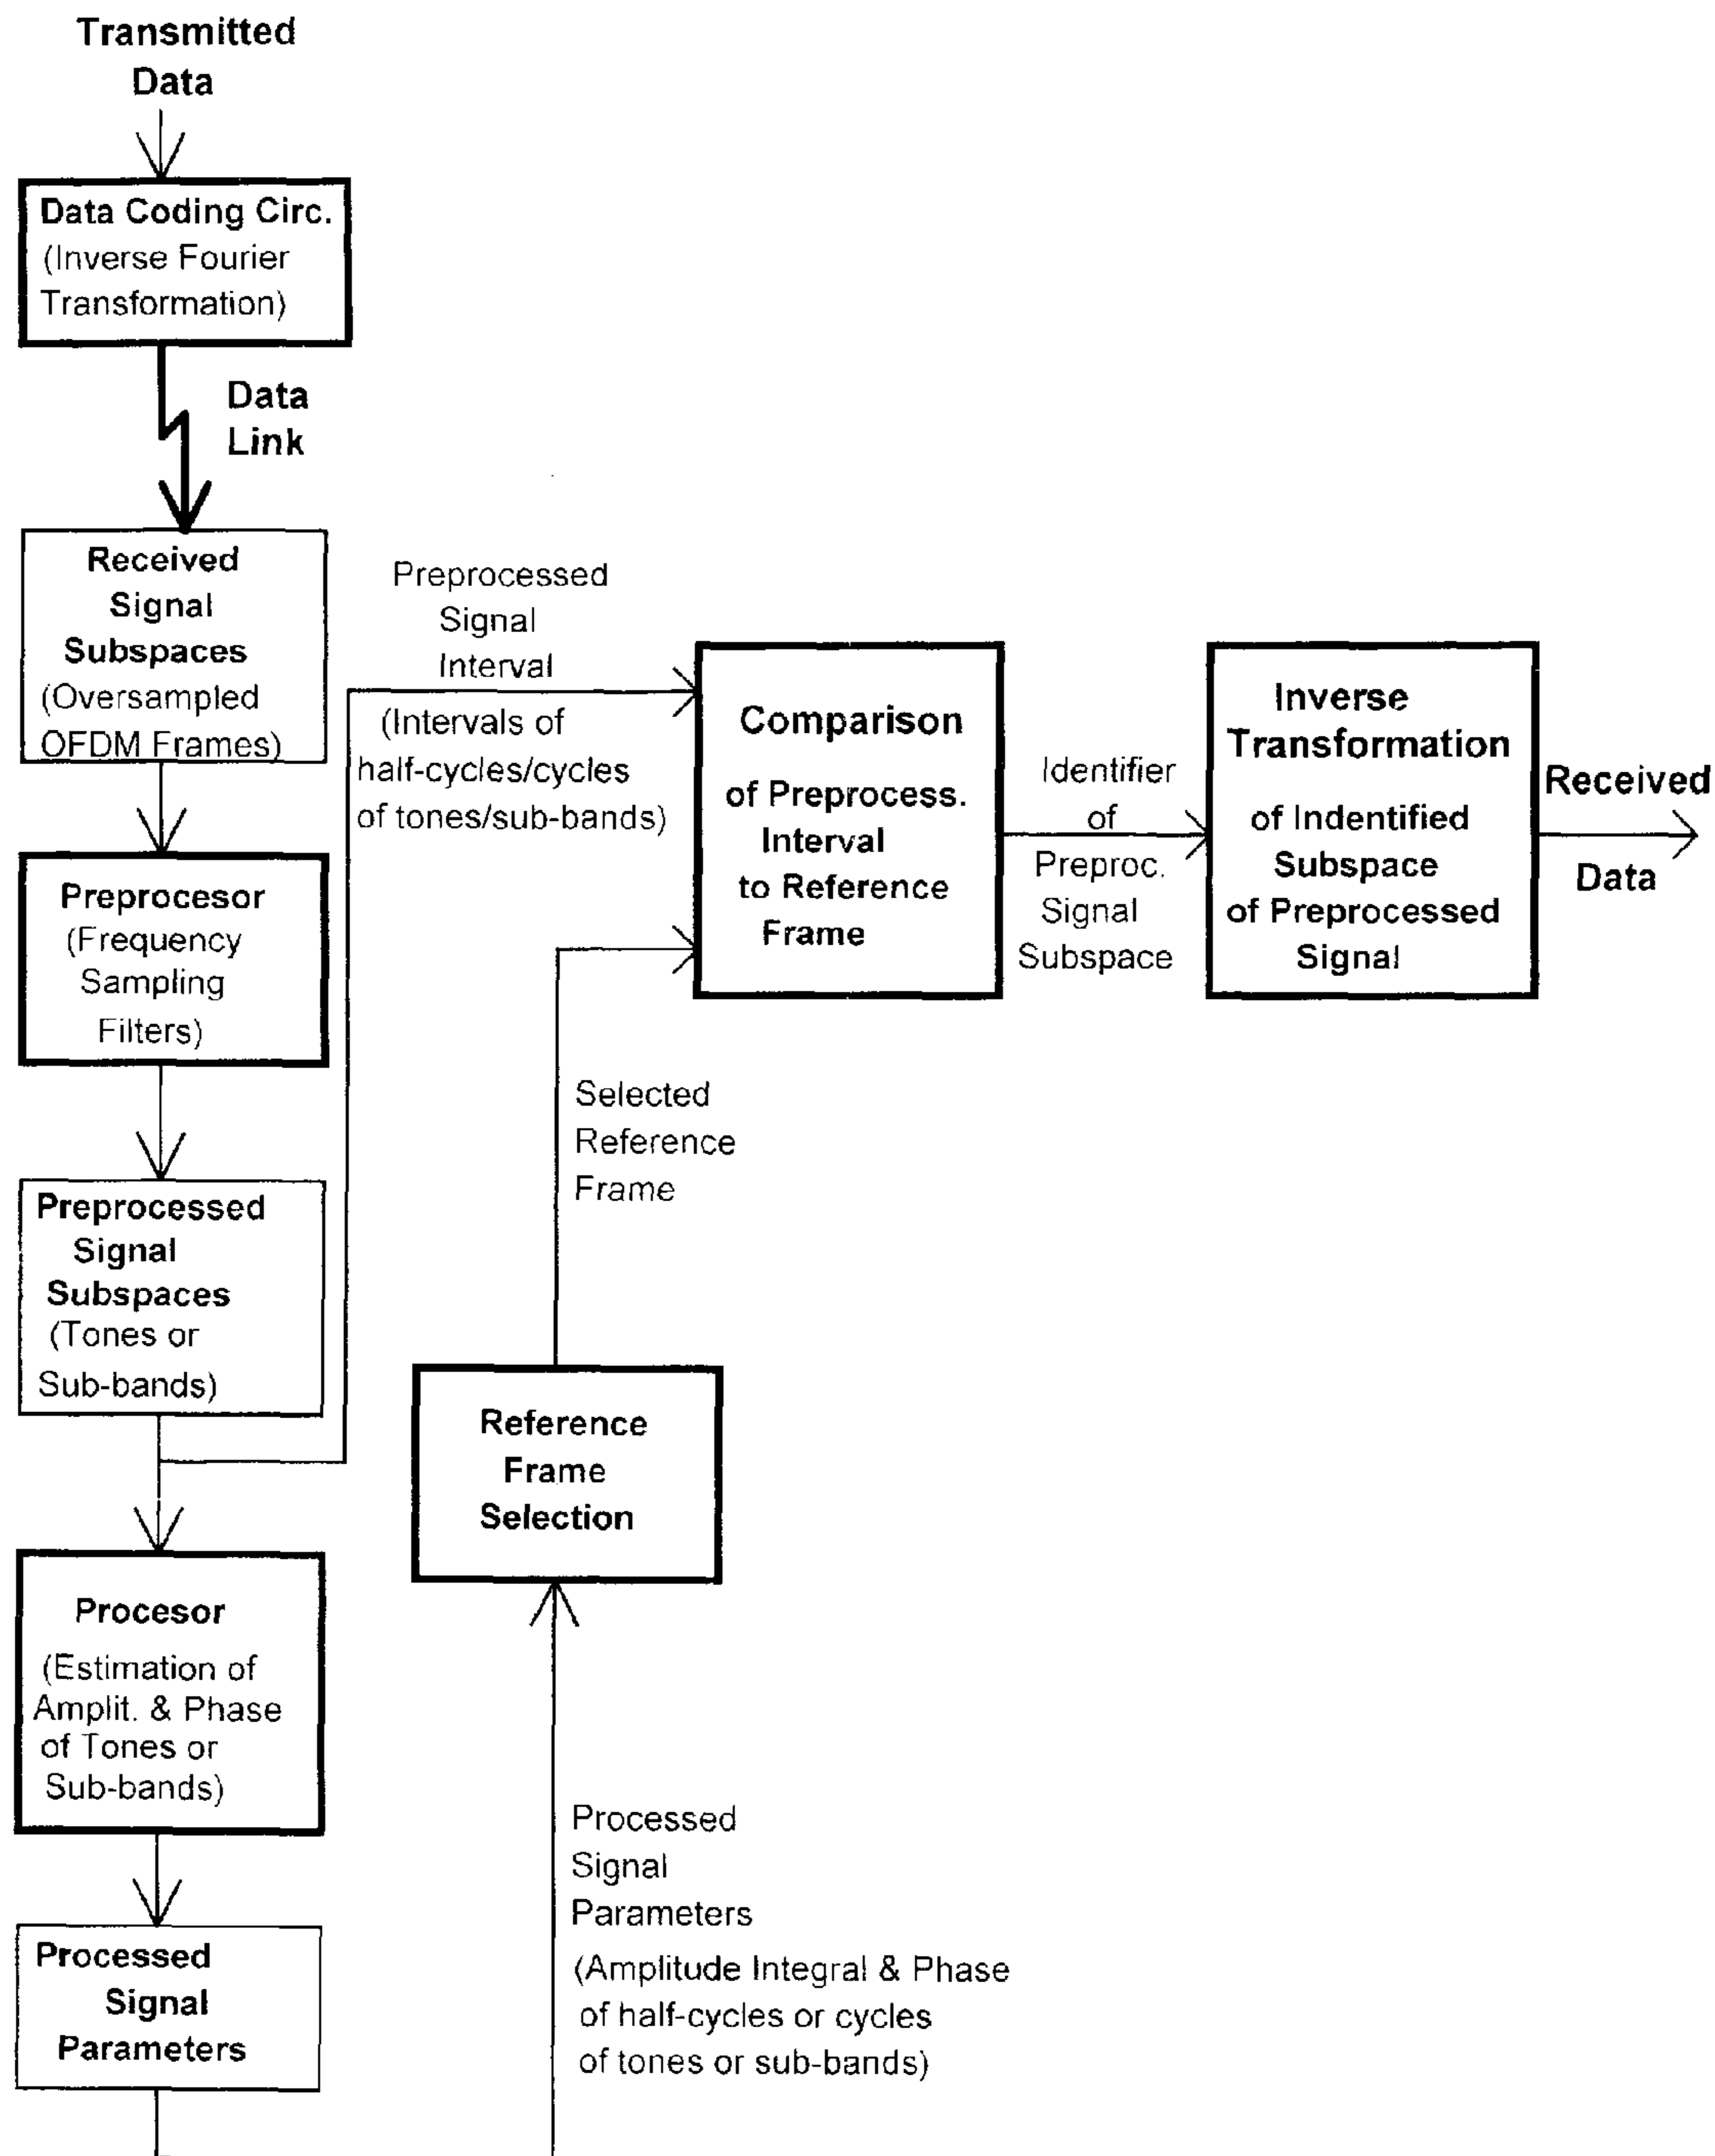 Transmitted
Data
Data Coding Circ.
(Inverse Fourier
Transformation)
Data
Link
Received
Signal
Subspaces
(Oversampled
OFDM Frames)
Preprocesor
(Frequency
Sampling
Filters)
Preprocessed
Signal
Subspaces
(Tones or
Sub-bands)
Procesor
(Estimation of
Amplit. & Phase
of Tones or
Sub-bands)
Processed
Signal
Parameters
Preprocessed
Signal
Interval
(Intervals of
half-cycles/cycles
of tones/sub-bands)
Processed
Signal
Parameters
(Amplitude Integral & Phase
of half-cycles or cycles
of tones or sub-bands)
Reference
Frame
Selection
Selected
Reference
Frame
Comparison
of Preprocess.
Interval
to Reference
Frame
Identifier
of
Preproc.
Signal
Subspace
Inverse
Transformation
of Indentified
Subspace
of Preprocessed
Signal
Received
Data